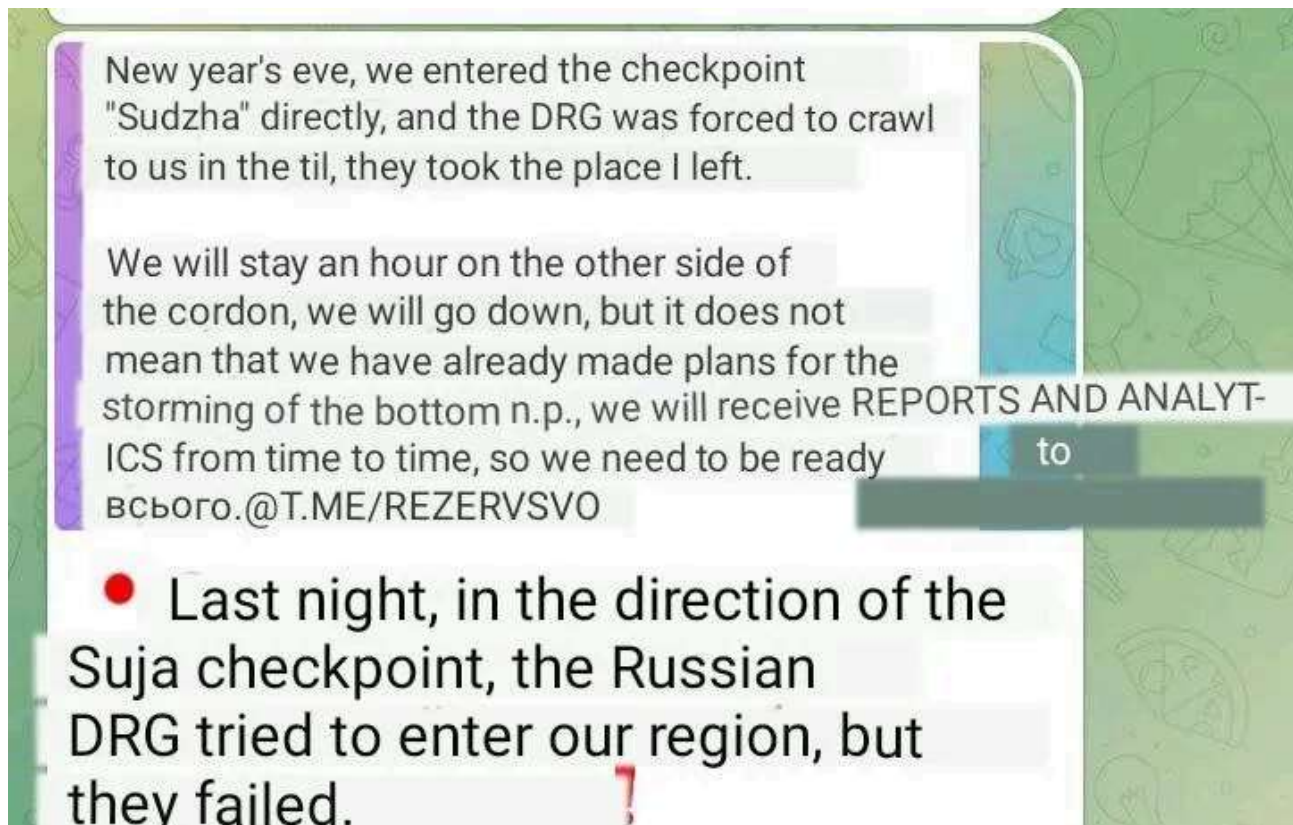 New year's eve, we entered the checkpoint
"Sudzha" directly, and the DRG was forced to crawl
to us in the til, they took the place I left.
We will stay an hour on the other side of
the cordon, we will go down, but it does not
mean that we have already made plans for the
storming of the bottom n.p., we will receive REPORTS AND ANALYT-
ICS from time to time, so we need to be ready
to
всього.@T.ME/REZERVSVO
Last night, in the direction of the
Suja checkpoint, the Russian
DRG tried to enter our region, but
they failed.